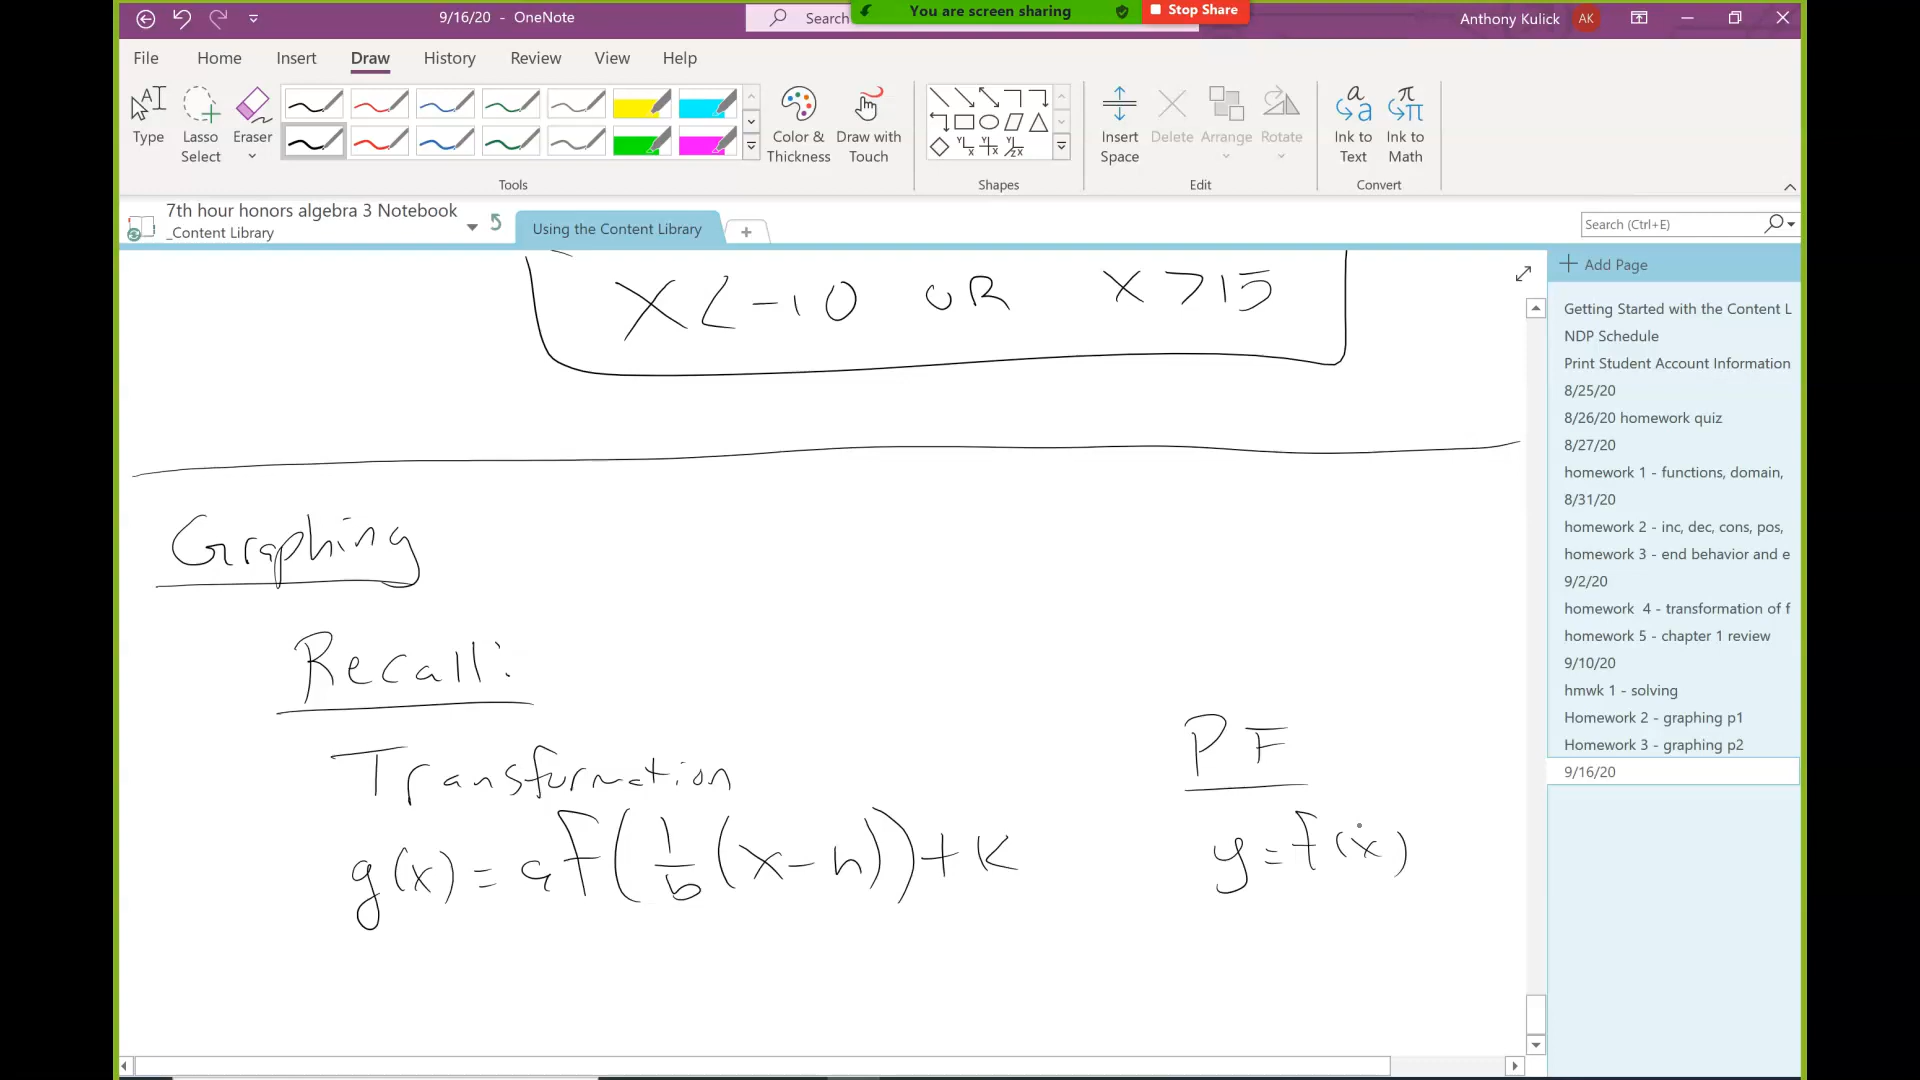 9/16/20 - OneNote
Search
You are screen sharing
Stop Share
Anthony Kulick
AK
File Home Insert Draw History Review View Help
Type
Lasso Select
Eraser
Color & Thickness
Draw with Touch
Insert Space
Delete
Arrange
Rotate
Ink to Text
Ink to Math
Tools
Shapes
Edit
Convert
7th hour honors algebra 3 Notebook
_Content Library
Using the Content Library
Search (Ctrl+E)
Add Page
Getting Started with the Content L
NDP Schedule
Print Student Account Information
8/25/20
8/26/20 homework quiz
8/27/20
homework 1 - functions, domain,
8/31/20
homework 2 - inc, dec, cons, pos,
homework 3 - end behavior and e
9/2/20
homework 4 - transformation of f
homework 5 - chapter 1 review
9/10/20
hmwk 1 - solving
Homework 2 - graphing p1
Homework 3 - graphing p2
9/16/20
x < -10 OR x > 15
Graphing
Recall:
Transformation
g(x) = af(1/b(x-h))+k
PF
y = f(x)